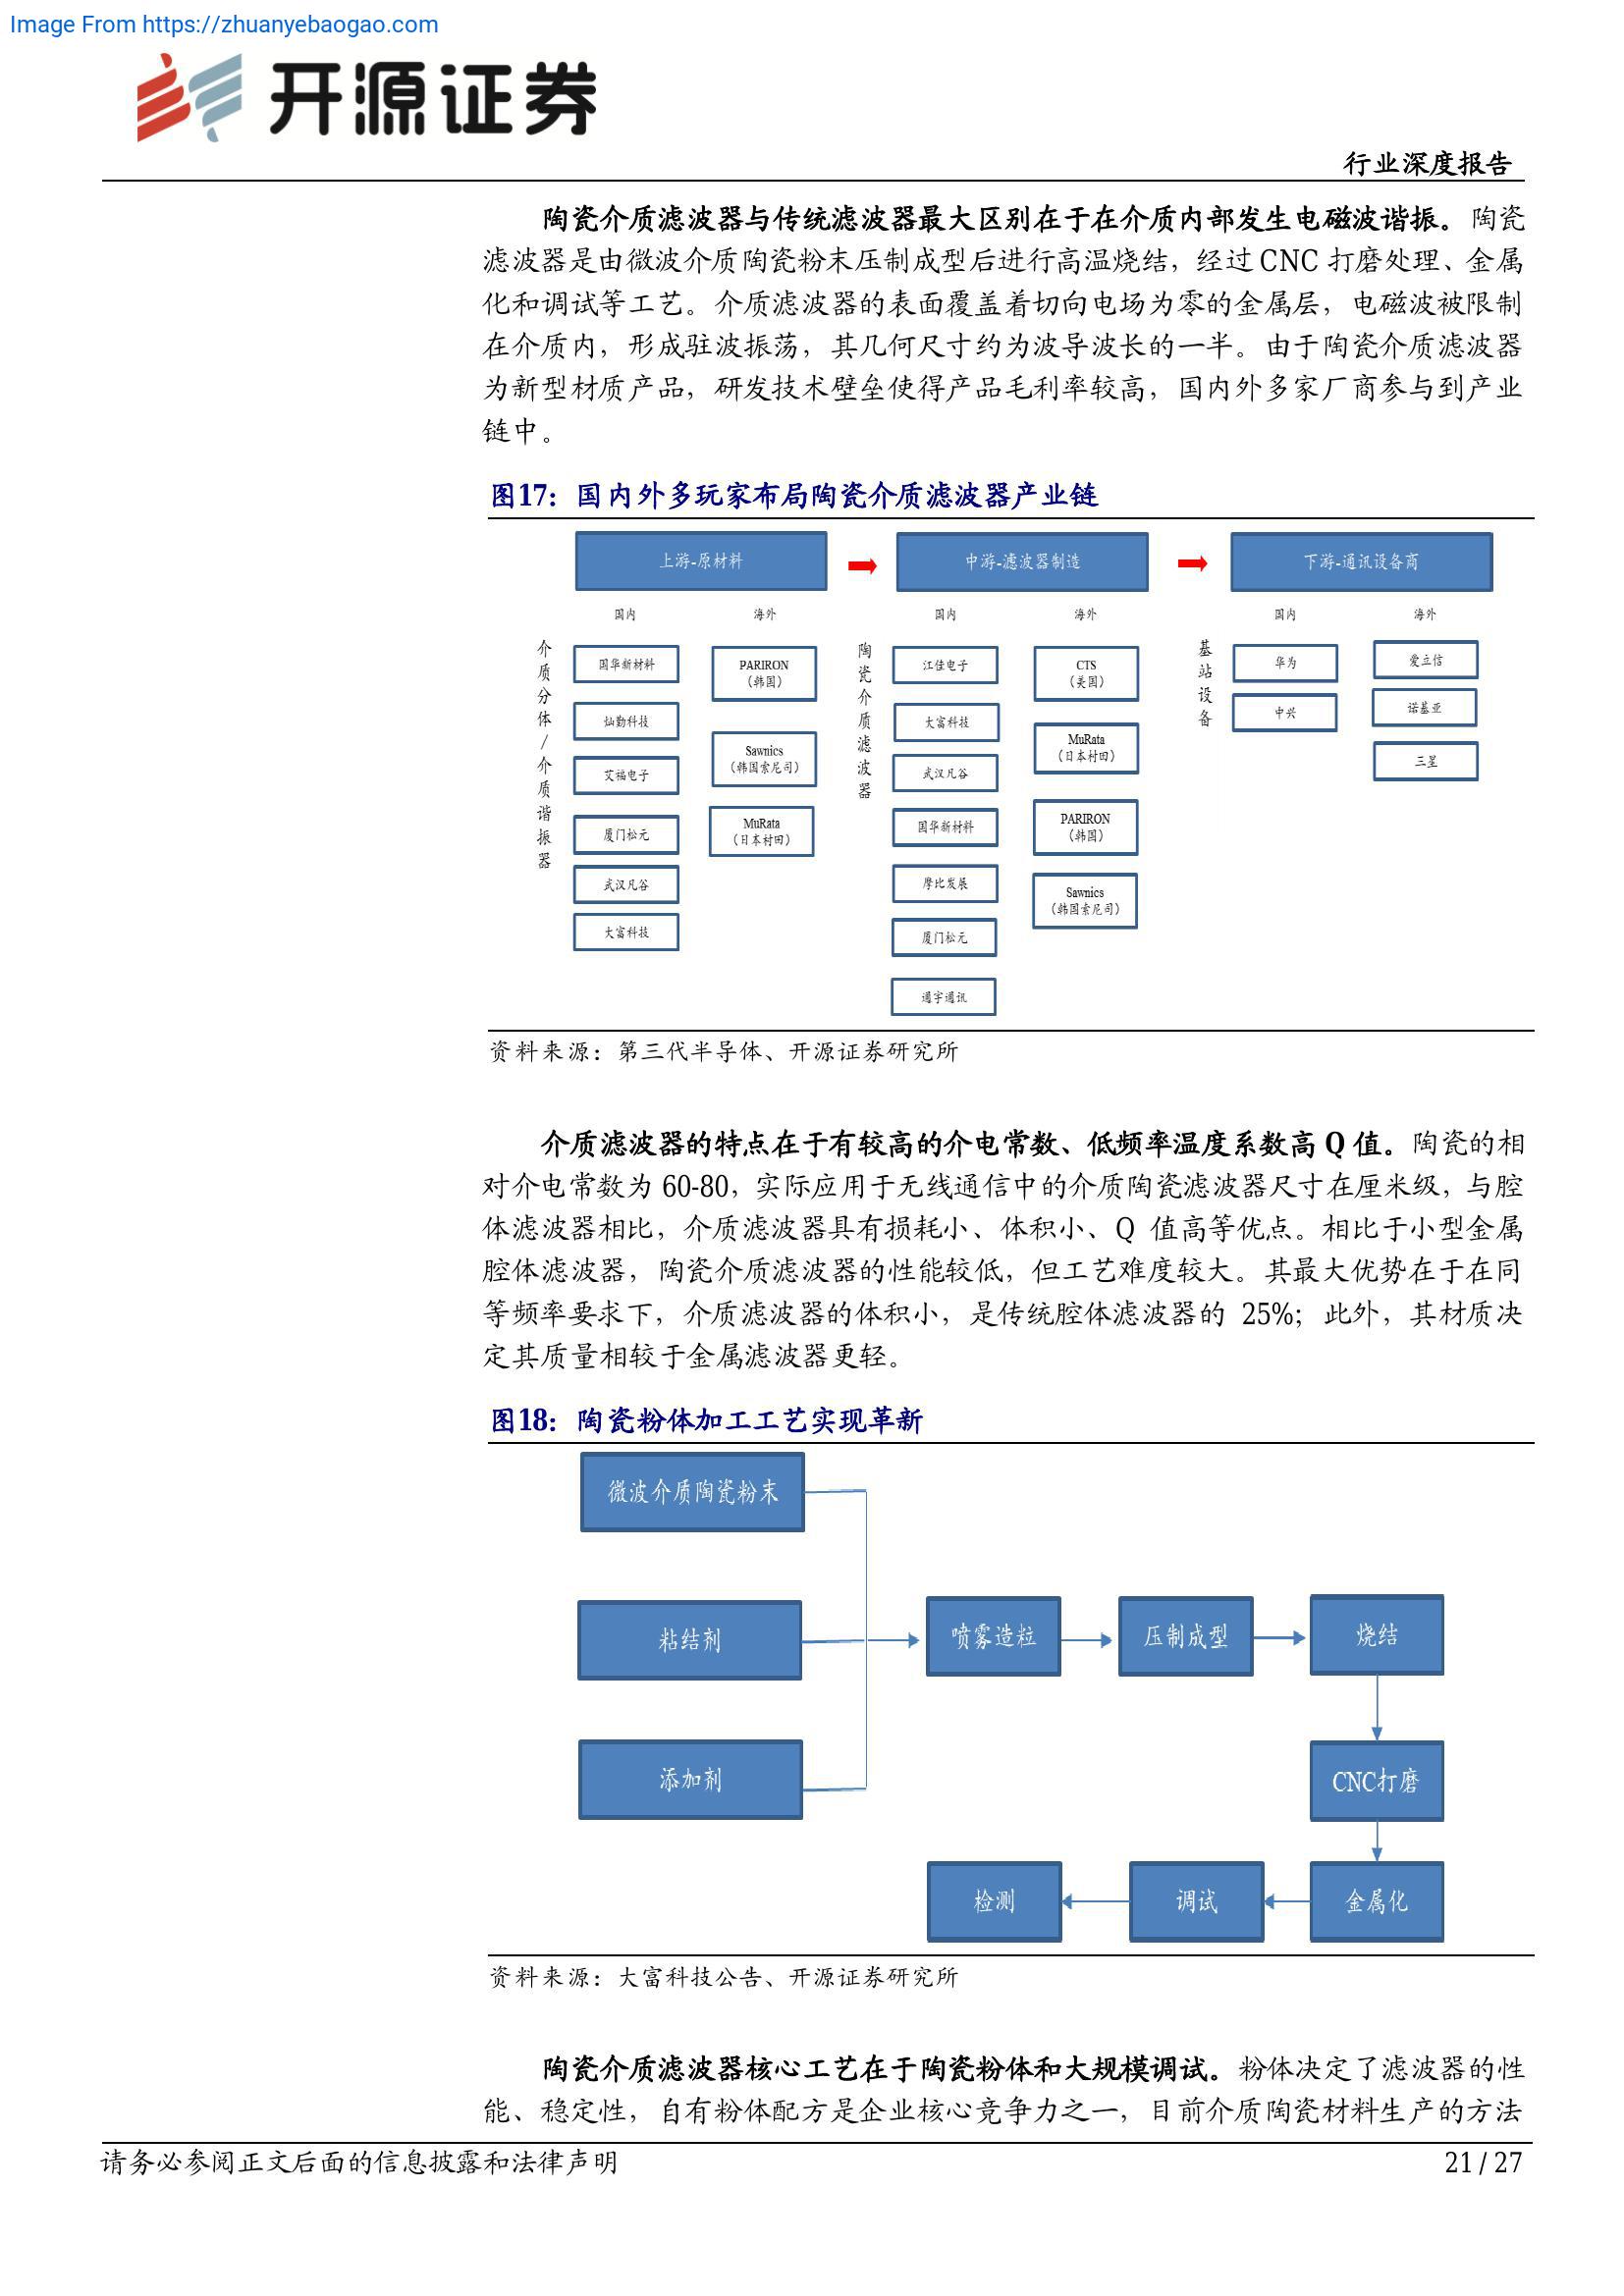 Image From https://zhuanyebaogao.com
开源证券
行业深度报告
陶瓷介质滤波器与传统滤波器最大区别在于在介质内部发生电磁波谐振。陶瓷
滤波器是由微波介质陶瓷粉末压制成型后进行高温烧结，经过 CNC 打磨处理、金属
化和调试等工艺。介质滤波器的表面覆盖着切向电场为零的金属层，电磁波被限制
在介质内，形成驻波振荡，其几何尺寸约为波导波长的一半。由于陶瓷介质滤波器
为新型材质产品，研发技术壁垒使得产品毛利率较高，国内外多家厂商参与到产业
链中。
图17：国内外多玩家布局陶瓷介质滤波器产业链
上游-原材料
国内
海外
介质分体/介质谐振器
国华新材料
灿勤科技
艾福电子
厦门松元
武汉凡谷
大富科技
PARIRON
（韩国）
Sawnics
（韩国索尼司）
MuRata
（日本村田）
中游-滤波器制造
国内
海外
陶瓷介质滤波器
江佳电子
大富科技
武汉凡谷
国华新材料
摩比发展
厦门松元
通宇通讯
CTS
（美国）
MuRata
（日本村田）
PARIRON
（韩国）
Sawnics
（韩国索尼司）
下游-通讯设备商
国内
海外
基站设备
华为
中兴
爱立信
诺基亚
三星
资料来源：第三代半导体、开源证券研究所
介质滤波器的特点在于有较高的介电常数、低频率温度系数高 Q 值。陶瓷的相
对介电常数为 60-80，实际应用于无线通信中的介质陶瓷滤波器尺寸在厘米级，与腔
体滤波器相比，介质滤波器具有损耗小、体积小、Q 值高等优点。相比于小型金属
腔体滤波器，陶瓷介质滤波器的性能较低，但工艺难度较大。其最大优势在于在同
等频率要求下，介质滤波器的体积小，是传统腔体滤波器的 25%；此外，其材质决
定其质量相较于金属滤波器更轻。
图18：陶瓷粉体加工工艺实现革新
微波介质陶瓷粉末
粘结剂
添加剂
喷雾造粒
压制成型
烧结
CNC打磨
金属化
调试
检测
资料来源：大富科技公告、开源证券研究所
陶瓷介质滤波器核心工艺在于陶瓷粉体和大规模调试。粉体决定了滤波器的性
能、稳定性，自有粉体配方是企业核心竞争力之一，目前介质陶瓷材料生产的方法
请务必参阅正文后面的信息披露和法律声明
21 / 27